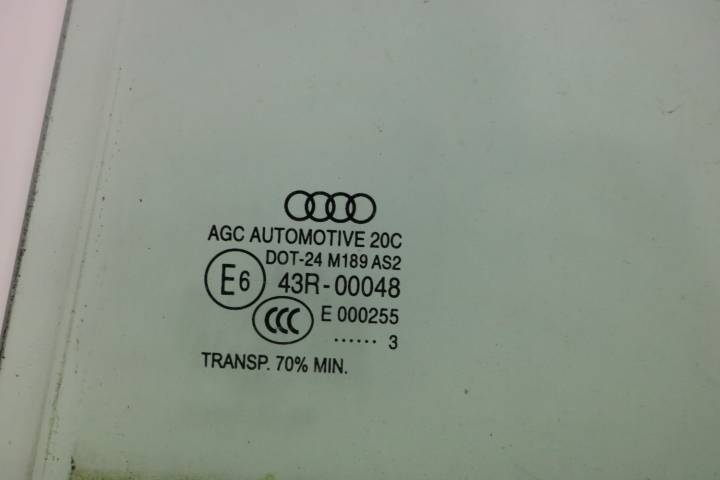 AGC AUTOMOTIVE 20C
DOT-24 M189 AS2
E6 43R-00048
CCC E 000255
...... 3
TRANSP. 70% MIN.